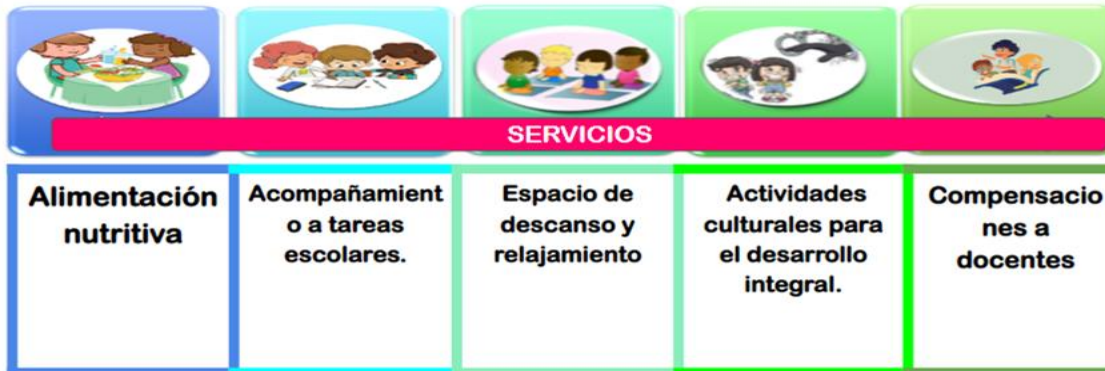 SERVICIOS
Alimentación
nutritiva
Acompañamient
o a tareas
escolares.
Espacio de
descanso y
relajamiento
Actividades
culturales para
el desarrollo
integral.
Compensacio
nes a
docentes